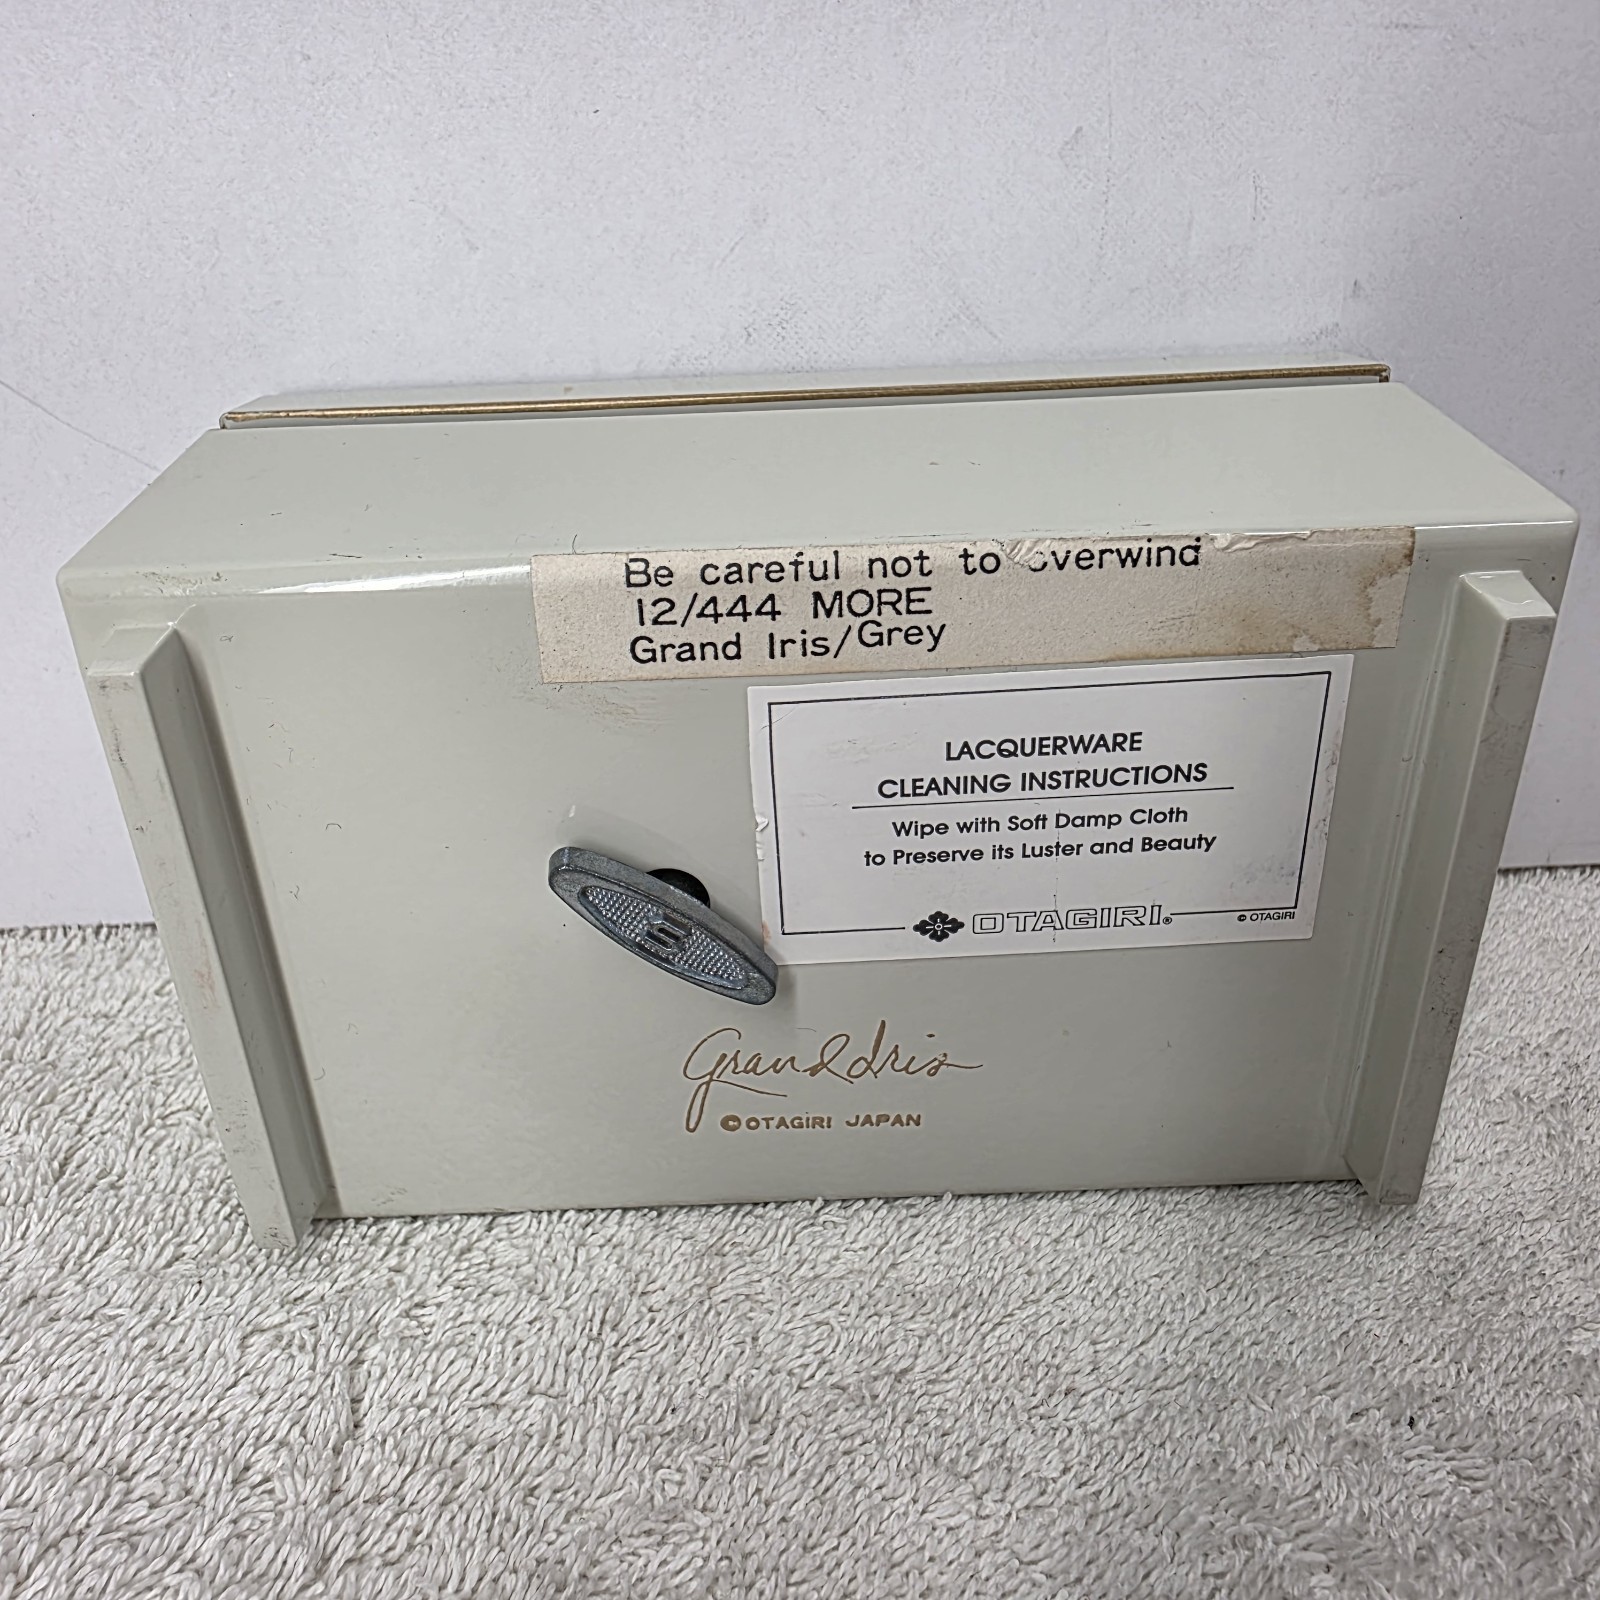 Be careful not to overwind
12/444 MORE
Grand Iris/Grey
LACQUERWARE
CLEANING INSTRUCTIONS
Wipe with Soft Damp Cloth
to Preserve its Luster and Beauty
OTAGIRI® © OTAGIRI
S
Grand Iris
©OTAGIRI JAPAN